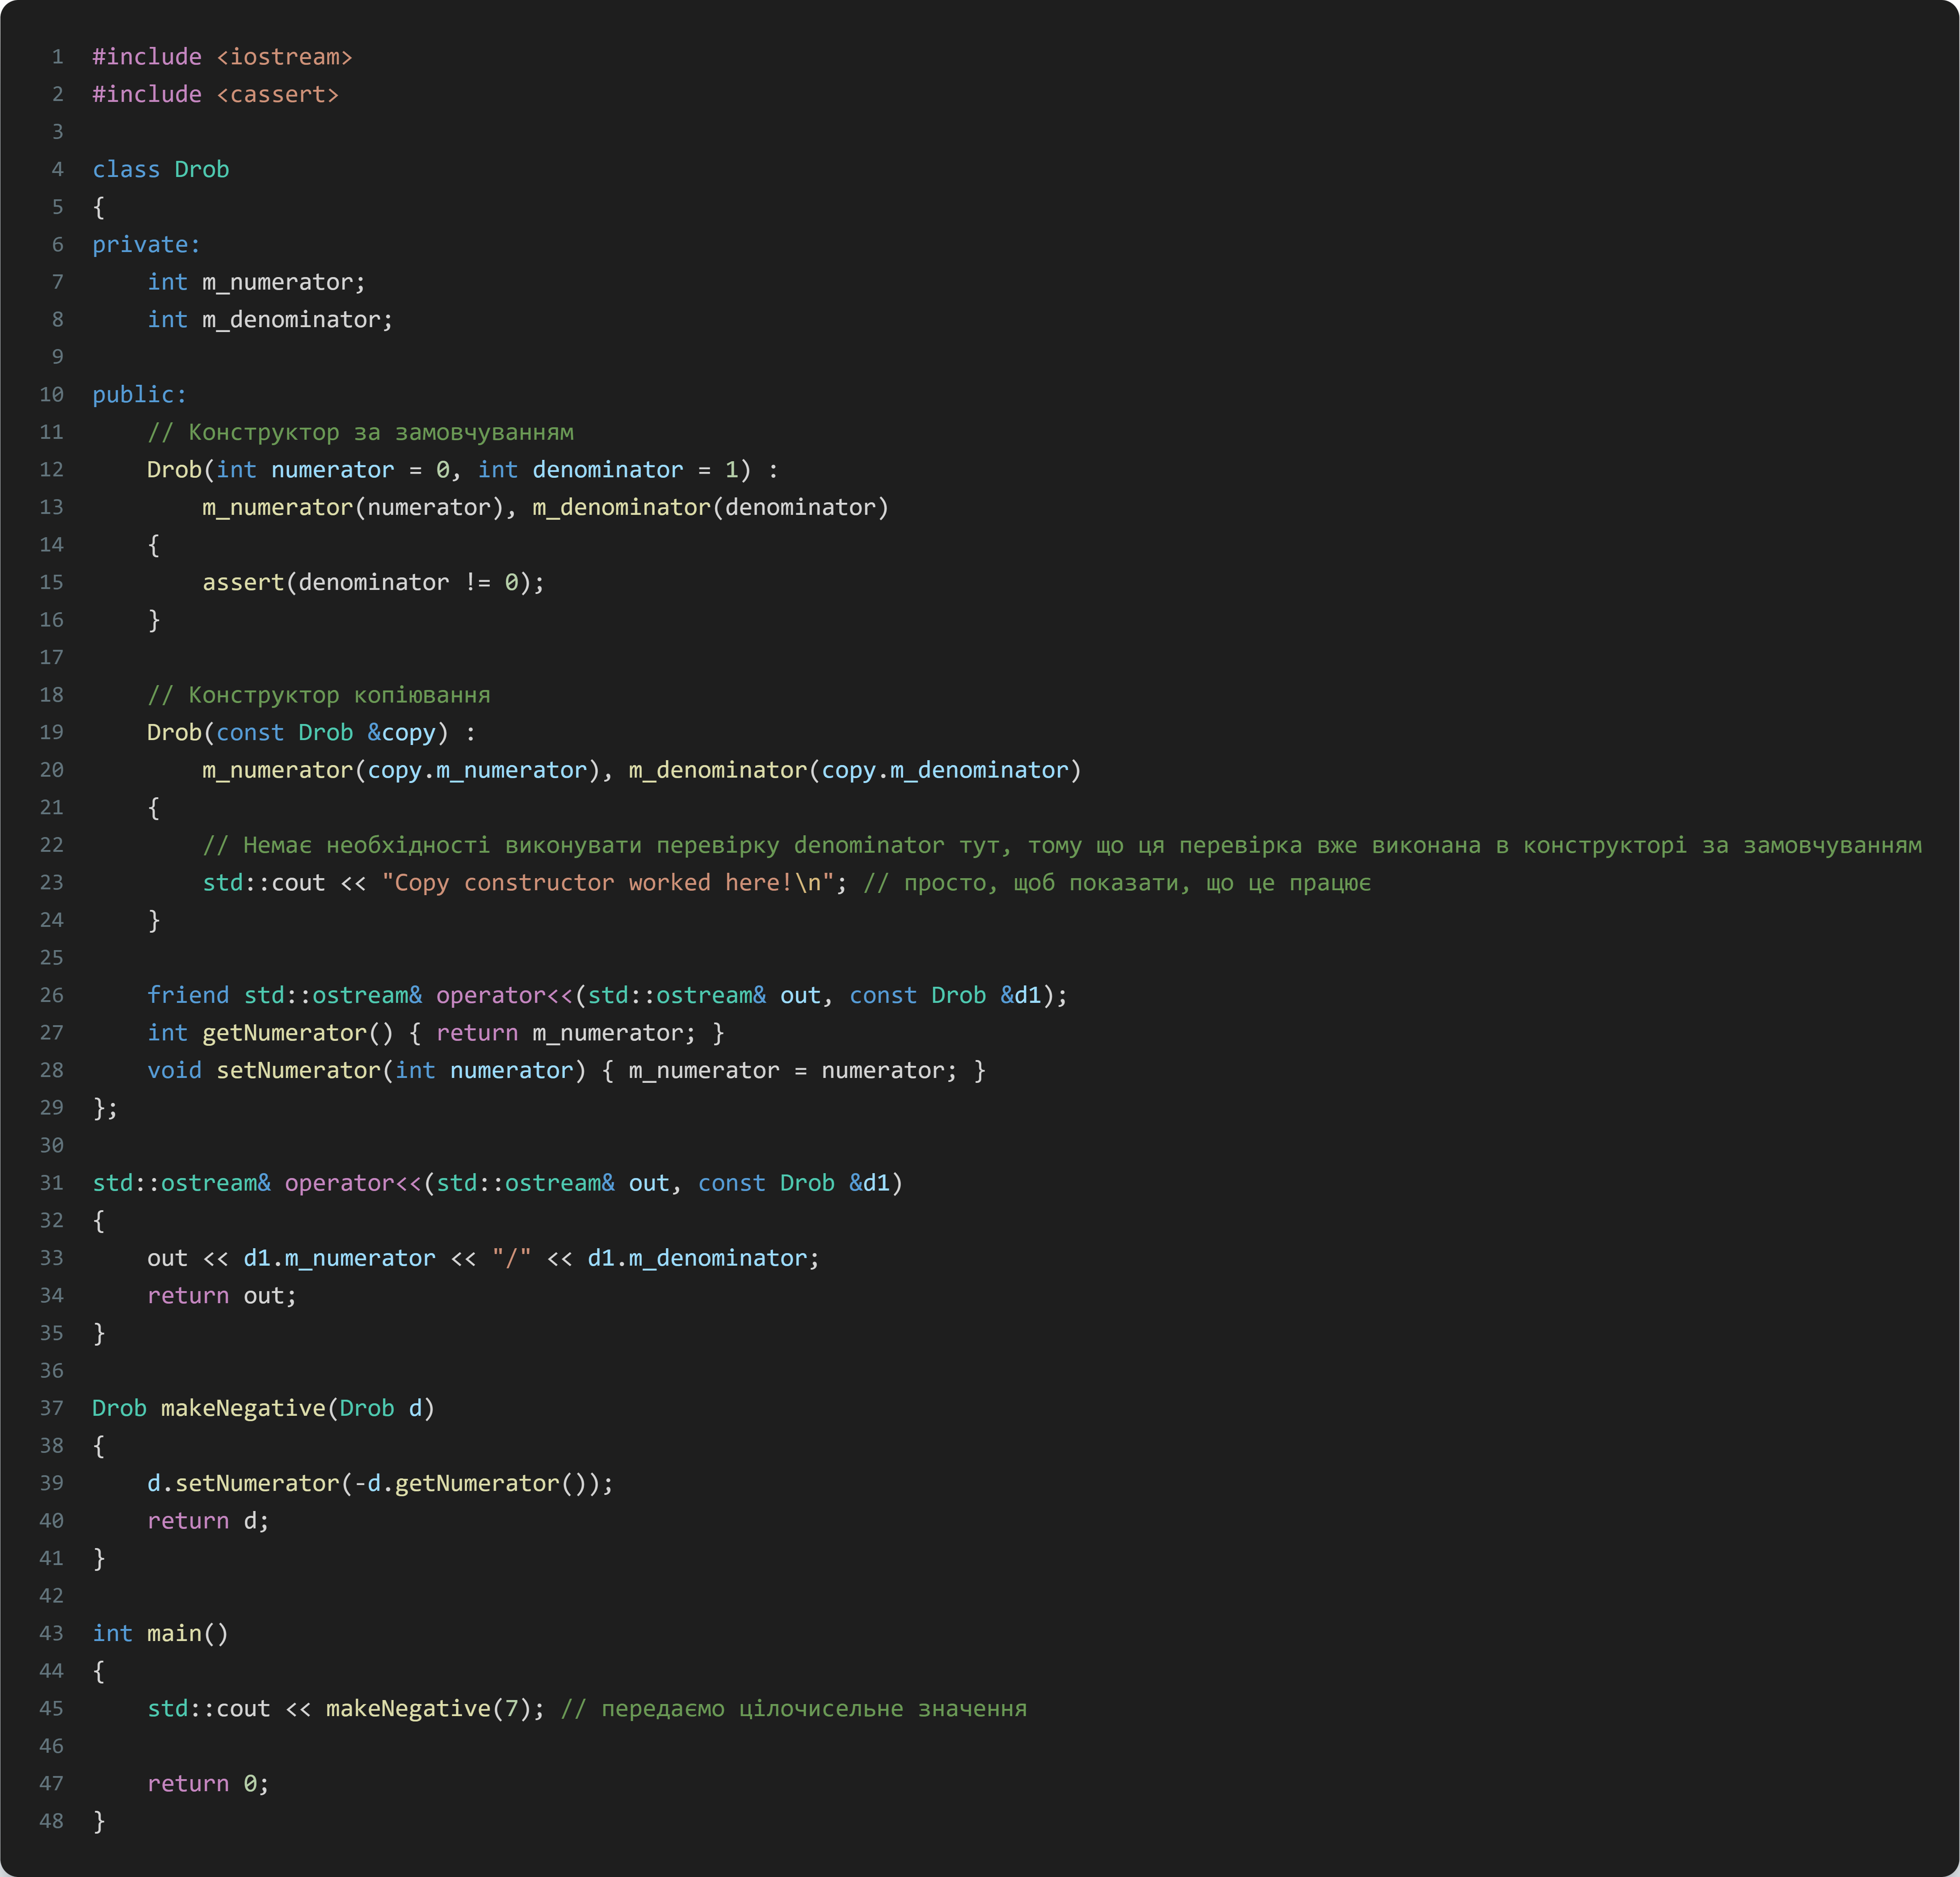 1 #include <iostream>
2 #include <cassert>
3
4 class Drob
5 {
6 private:
7     int m_numerator;
8     int m_denominator;
9
10 public:
11     // Конструктор за замовчуванням
12     Drob(int numerator = 0, int denominator = 1) :
13         m_numerator(numerator), m_denominator(denominator)
14     {
15         assert(denominator != 0);
16     }
17
18     // Конструктор копіювання
19     Drob(const Drob &copy) :
20         m_numerator(copy.m_numerator), m_denominator(copy.m_denominator)
21     {
22         // Немає необхідності виконувати перевірку denominator тут, тому що ця перевірка вже виконана в конструкторі за замовчуванням
23         std::cout << "Copy constructor worked here!\n"; // просто, щоб показати, що це працює
24     }
25
26     friend std::ostream& operator<<(std::ostream& out, const Drob &d1);
27     int getNumerator() { return m_numerator; }
28     void setNumerator(int numerator) { m_numerator = numerator; }
29 };
30
31 std::ostream& operator<<(std::ostream& out, const Drob &d1)
32 {
33     out << d1.m_numerator << "/" << d1.m_denominator;
34     return out;
35 }
36
37 Drob makeNegative(Drob d)
38 {
39     d.setNumerator(-d.getNumerator());
40     return d;
41 }
42
43 int main()
44 {
45     std::cout << makeNegative(7); // передаємо цілочисельне значення
46
47     return 0;
48 }